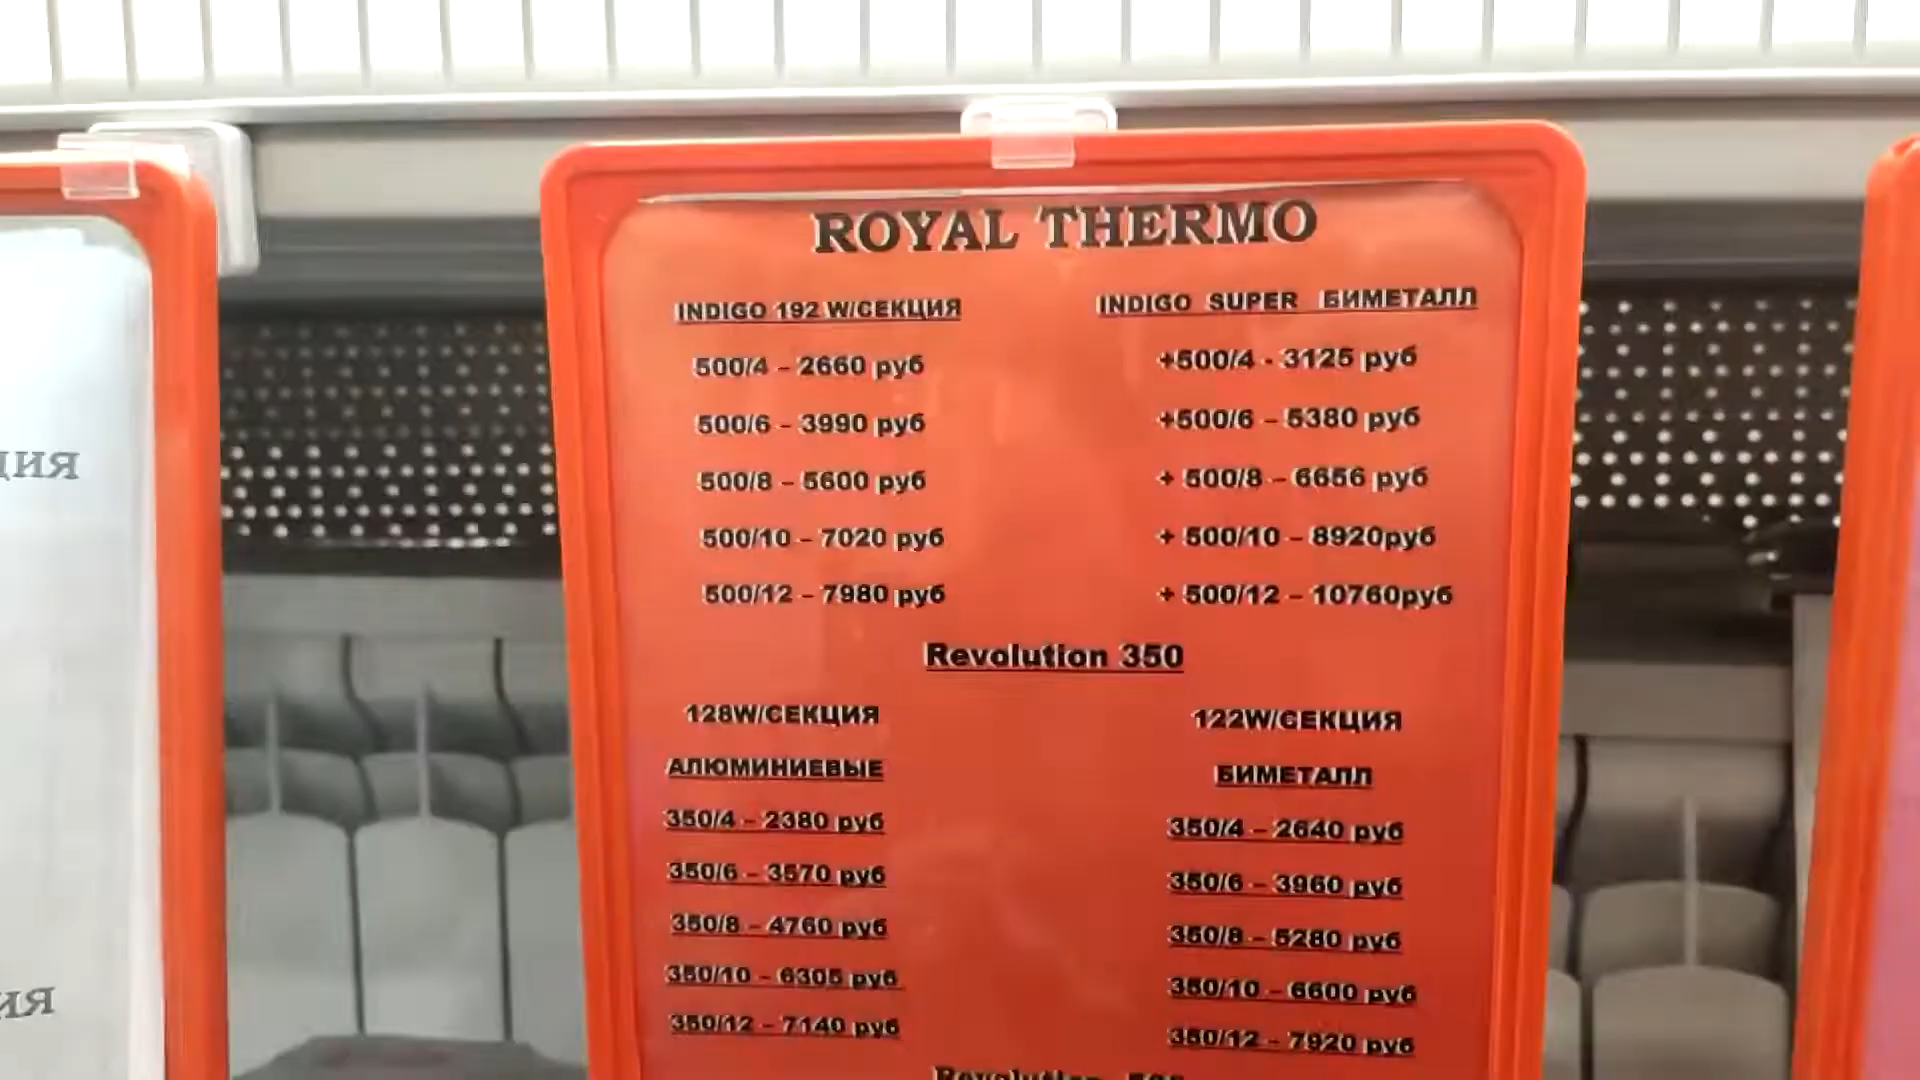 ROYAL THERMO
INDIGO 192 W/СЕКЦИЯ
500/4 – 2660 руб
500/6 – 3990 руб
500/8 – 5600 руб
500/10 – 7020 руб
500/12 – 7980 руб
INDIGO SUPER БИМЕТАЛЛ
+500/4 - 3125 руб
+500/6 – 5380 руб
+ 500/8 – 6656 руб
+ 500/10 – 8920руб
+ 500/12 – 10760руб
Revolution 350
128W/СЕКЦИЯ
АЛЮМИНИЕВЫЕ
350/4 – 2380 руб
350/6 – 3570 руб
350/8 – 4760 руб
350/10 – 6305 руб
350/12 – 7140 руб
122W/СЕКЦИЯ
БИМЕТАЛЛ
350/4 – 2640 руб
350/6 – 3960 руб
350/8 – 5280 руб
350/10 – 6600 руб
350/12 – 7920 руб
Revolution